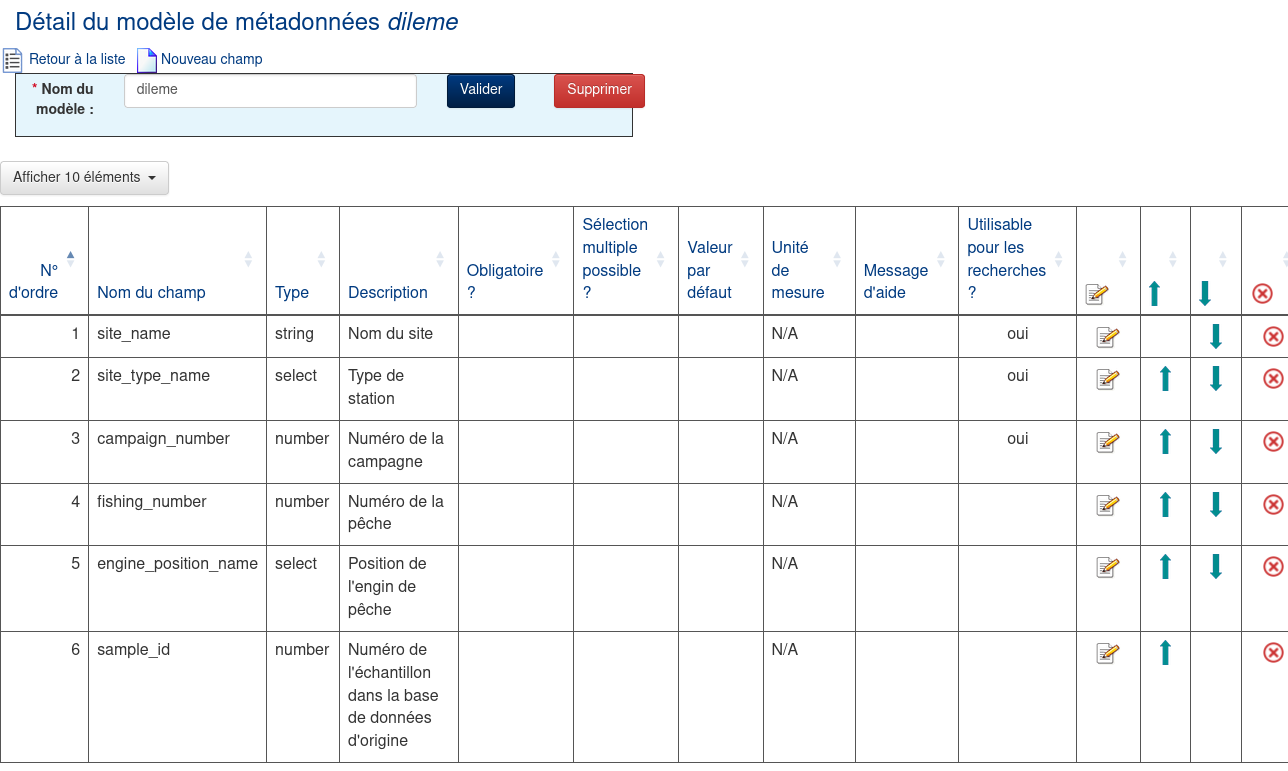 Détail du modèle de métadonnées dileme
Retour à la liste Nouveau champ
* Nom du modèle : dileme Valider Supprimer
Afficher 10 éléments
N° d'ordre Nom du champ Type Description Obligatoire ? Sélection multiple possible ? Valeur par défaut Unité de mesure Message d'aide Utilisable pour les recherches ?
1 site_name string Nom du site N/A oui
2 site_type_name select Type de station N/A oui
3 campaign_number number Numéro de la campagne N/A oui
4 fishing_number number Numéro de la pêche N/A
5 engine_position_name select Position de l'engin de pêche N/A
6 sample_id number Numéro de l'échantillon dans la base de données d'origine N/A